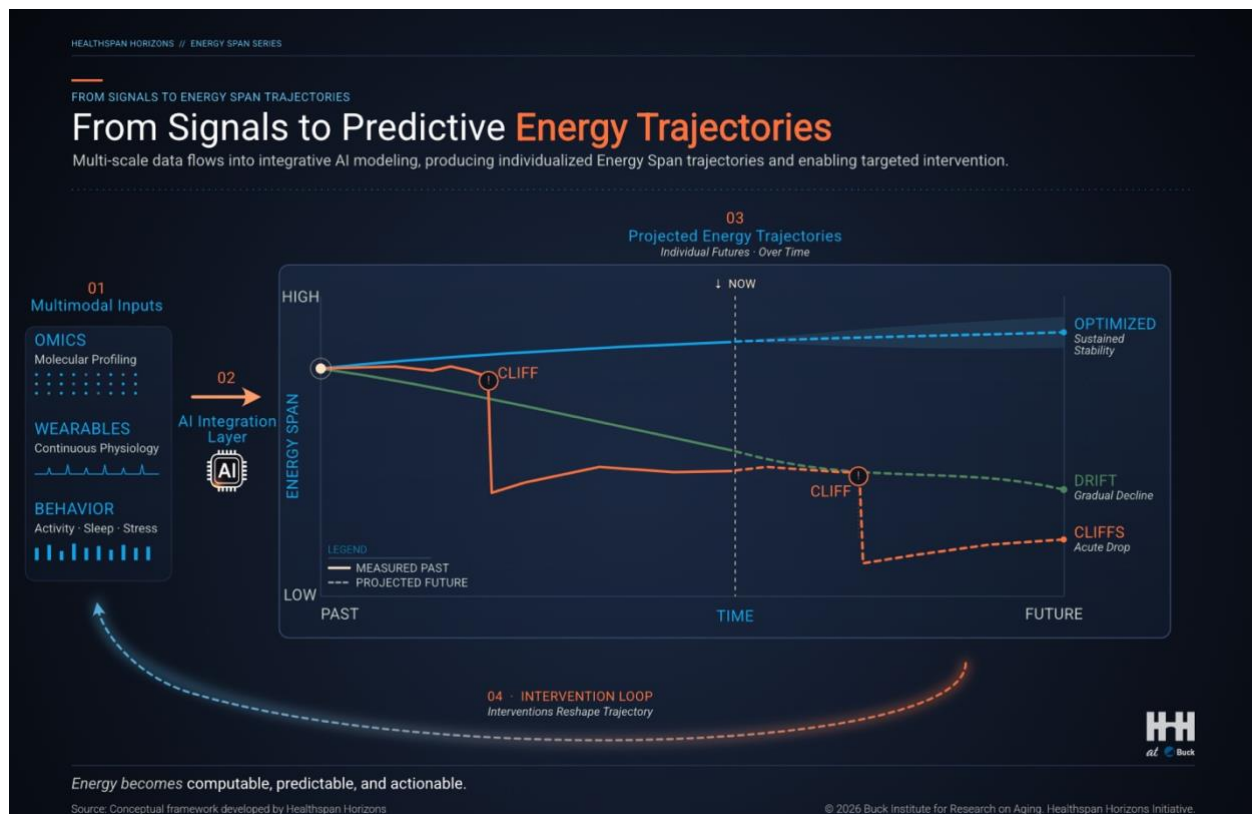 HEALTHSPAN HORIZONS // ENERGY SPAN SERIES
FROM SIGNALS TO ENERGY SPAN TRAJECTORIES
From Signals to Predictive Energy Trajectories
Multi-scale data flows into integrative AI modeling, producing individualized Energy Span trajectories and enabling targeted intervention.
01
Multimodal Inputs
OMICS
Molecular Profiling
WEARABLES
Continuous Physiology
BEHAVIOR
Activity · Sleep · Stress
02
AI Integration
Layer
AI
03
Projected Energy Trajectories
Individual Futures · Over Time
↓ NOW
HIGH
ENERGY SPAN
LOW
! CLIFF
! CLIFF
OPTIMIZED
Sustained
Stability
DRIFT
Gradual Decline
CLIFFS
Acute Drop
LEGEND
MEASURED PAST
PROJECTED FUTURE
PAST
TIME
FUTURE
04 · INTERVENTION LOOP
Interventions Reshape Trajectory
HH
at Buck
Energy becomes computable, predictable, and actionable.
Source: Conceptual framework developed by Healthspan Horizons
© 2026 Buck Institute for Research on Aging. Healthspan Horizons Initiative.